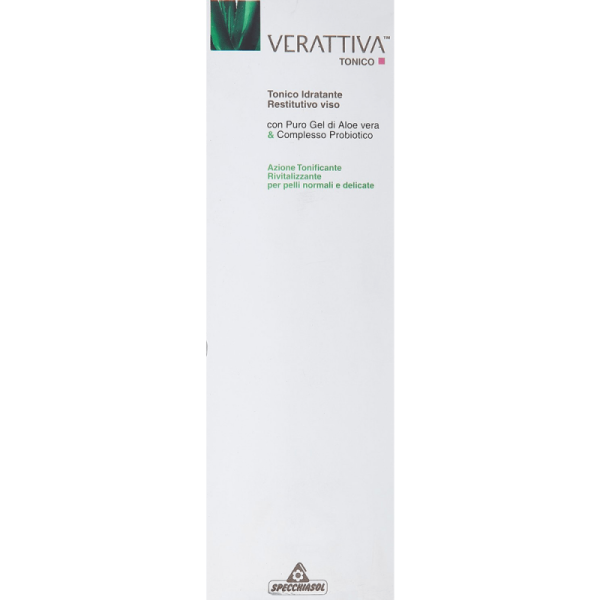 VERATTIVA™
TONICO
Tonico Idratante
Restitutivo viso
con Puro Gel di Aloe vera
& Complesso Probiotico
Azione Tonificante
Rivitalizzante
per pelli normali e delicate
SPECCHIASOL